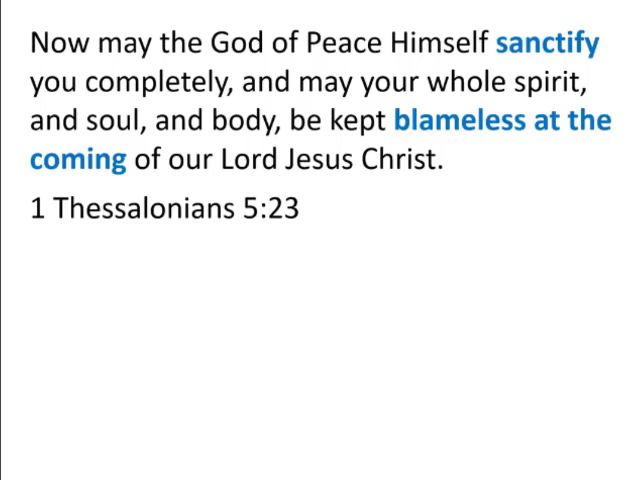 Now may the God of Peace Himself sanctify
you completely, and may your whole spirit,
and soul, and body, be kept blameless at the
coming of our Lord Jesus Christ.
1 Thessalonians 5:23